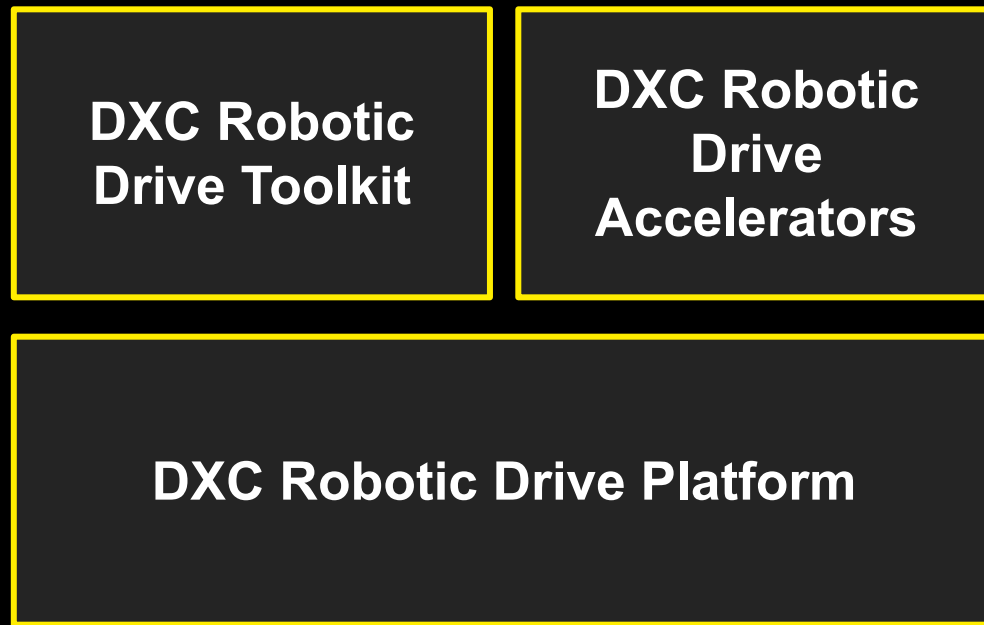 DXC Robotic
Drive Toolkit
DXC Robotic
Drive
Accelerators
DXC Robotic Drive Platform